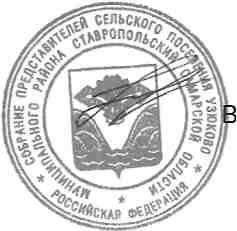 СОБРАНИЕ ПРЕДСТАВИТЕЛЕЙ СЕЛЬСКОГО ПОСЕЛЕНИЯ УЗЮКОВО
МУНИЦИПАЛЬНОГО РАЙОНА СТАВРОПОЛЬСКИЙ САМАРСКОЙ ОБЛАСТИ
* РОССИЙСКАЯ ФЕДЕРАЦИЯ *
В